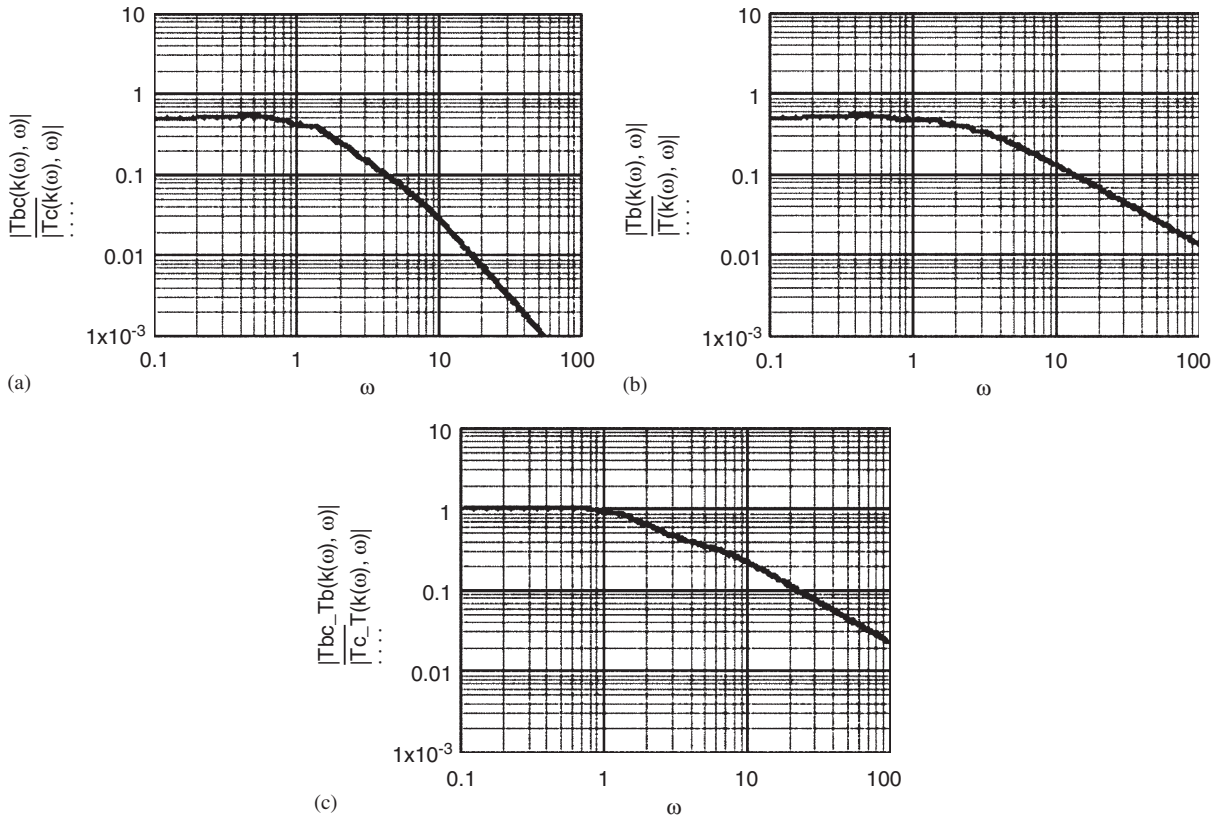 10
1
0.1
0.01
1x10-3
0.1
1
10
100
|Tbc(k(ω), ω)|
|Tc(k(ω), ω)|
....
ω
(a)
10
1
0.1
0.01
1x10-3
0.1
1
10
100
|Tb(k(ω), ω)|
|T(k(ω), ω)|
....
ω
(b)
10
1
0.1
0.01
1x10-3
0.1
1
10
100
|Tbc_Tb(k(ω), ω)|
|Tc_T(k(ω), ω)|
....
ω
(c)